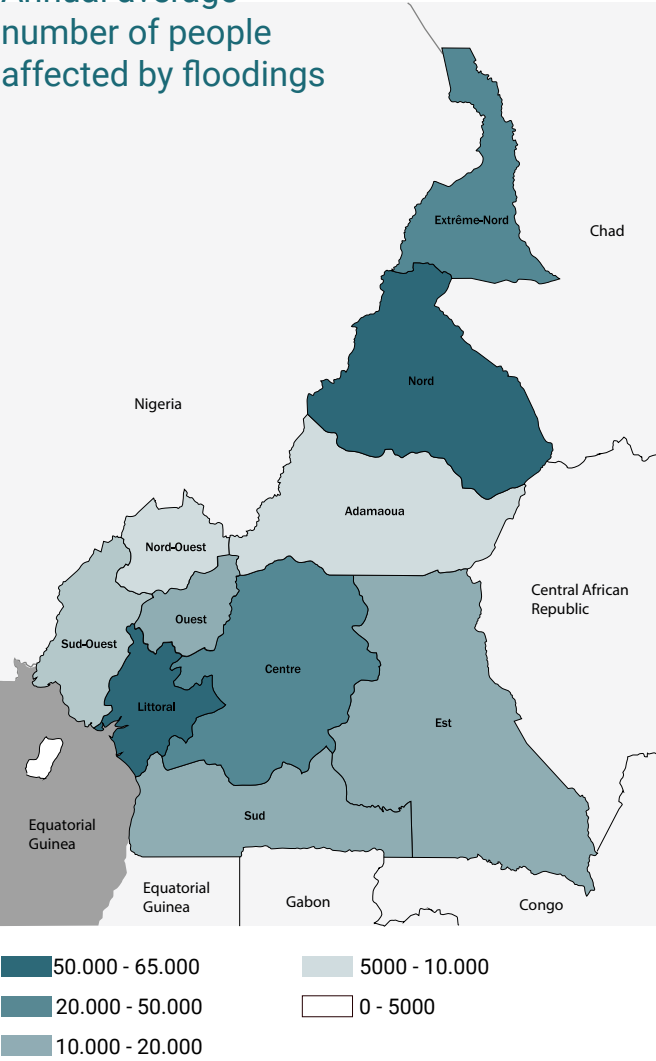 Annual average
number of people
affected by floodings
Extrême-Nord
Chad
Nord
Nigeria
Adamaoua
Nord-Ouest
Central African
Republic
Ouest
Sud-Ouest
Centre
Littoral
Est
Sud
Equatorial
Guinea
Equatorial
Guinea
Gabon
Congo
50.000 - 65.000
20.000 - 50.000
10.000 - 20.000
5000 - 10.000
0 - 5000